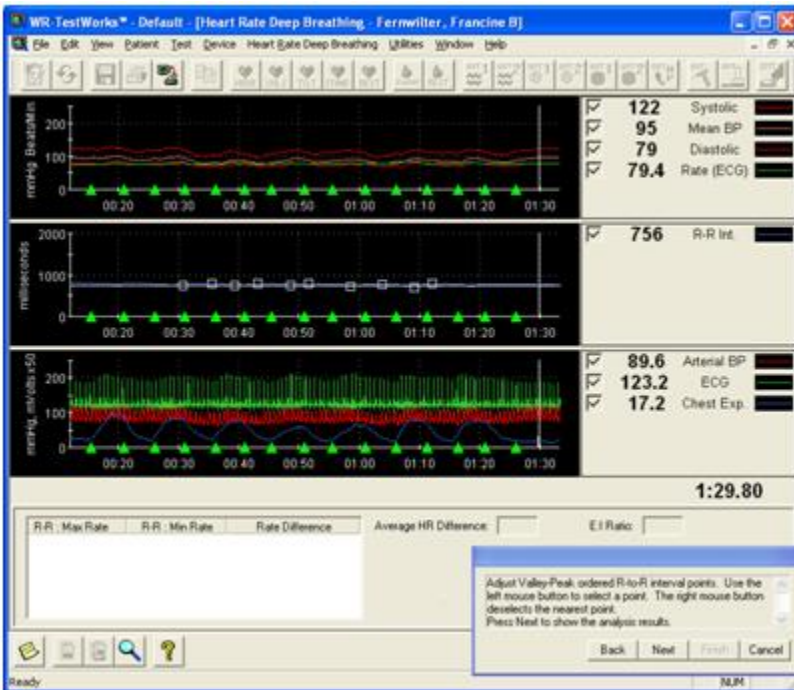 WR-TestWorks™ - Default - [Heart Rate Deep Breathing - Fernwilter, Francine B]
File Edit View Patient Test Device Heart Rate Deep Breathing Utilities Window Help
mmHg Beats/Min
200
100
0
00:20 00:30 00:40 00:50 01:00 01:10 01:20 01:30
122 Systolic
95 Mean BP
79 Diastolic
79.4 Rate (ECG)
milliseconds
2000
1000
0
00:20 00:30 00:40 00:50 01:00 01:10 01:20 01:30
756 R-R Int.
mmHg, mVolts x50
200
100
0
00:20 00:30 00:40 00:50 01:00 01:10 01:20 01:30
89.6 Arterial BP
123.2 ECG
17.2 Chest Exp.
1:29.80
R-R : Max Rate R-R : Min Rate Rate Difference
Average HR Difference: E:I Ratio:
Adjust Valley-Peak ordered R-to-R interval points. Use the
left mouse button to select a point. The right mouse button
deselects the nearest point.
Press Next to show the analysis results.
Back Next Finish Cancel
Ready NUM